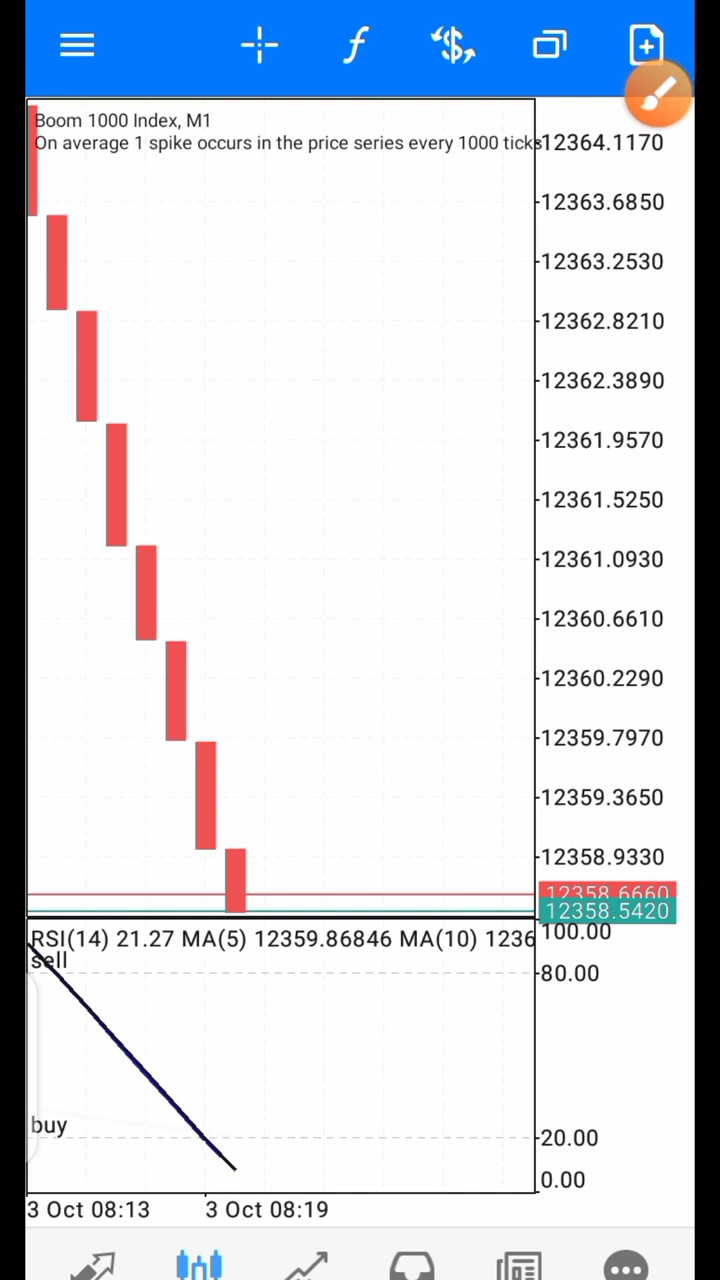 Boom 1000 Index, M1
On average 1 spike occurs in the price series every 1000 ticks
12364.1170
12363.6850
12363.2530
12362.8210
12362.3890
12361.9570
12361.5250
12361.0930
12360.6610
12360.2290
12359.7970
12359.3650
12358.9330
12358.6660
12358.5420
RSI(14) 21.27 MA(5) 12359.86846 MA(10) 1236
100.00
sell
80.00
buy
20.00
0.00
3 Oct 08:13
3 Oct 08:19